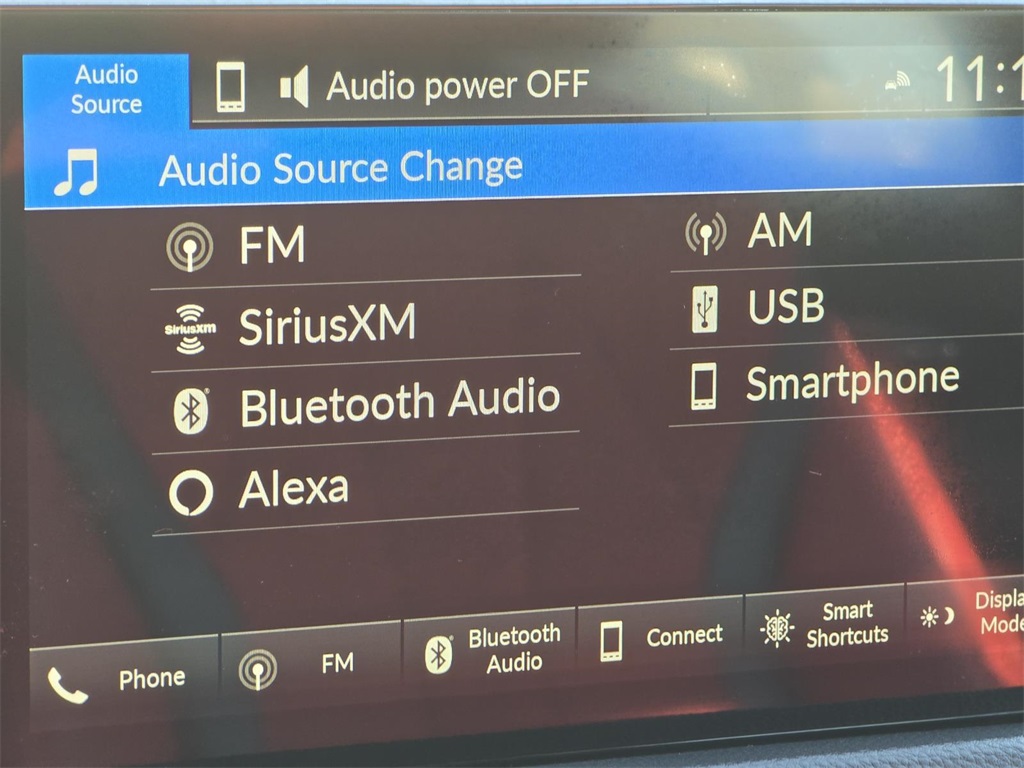 Audio
Source
Audio power OFF
11:1
Audio Source Change
FM
AM
SiriusXM
SiriusXM
USB
Bluetooth Audio
Smartphone
Alexa
Phone
FM
Bluetooth
Audio
Connect
Smart
Shortcuts
Displa
Mode